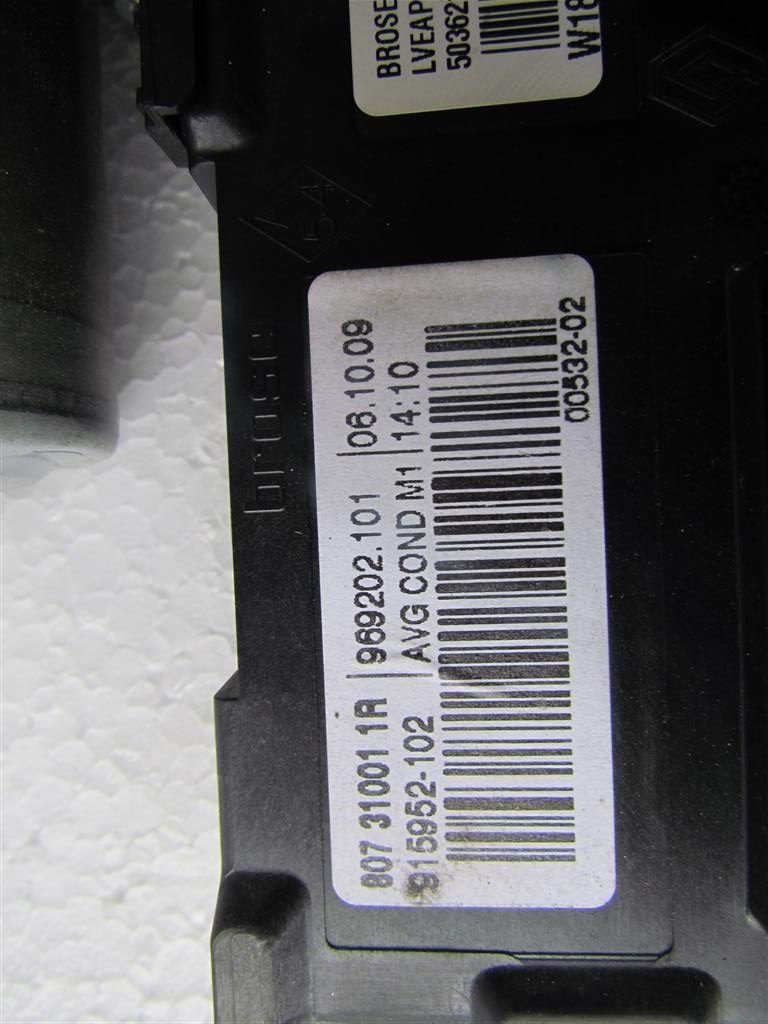 BROSE
LVEAP
50362
W18
A
5A
brose
807 31001 1R 969202.101 06.10.09
915952-102 AVG COND M1 14:10
00532-02